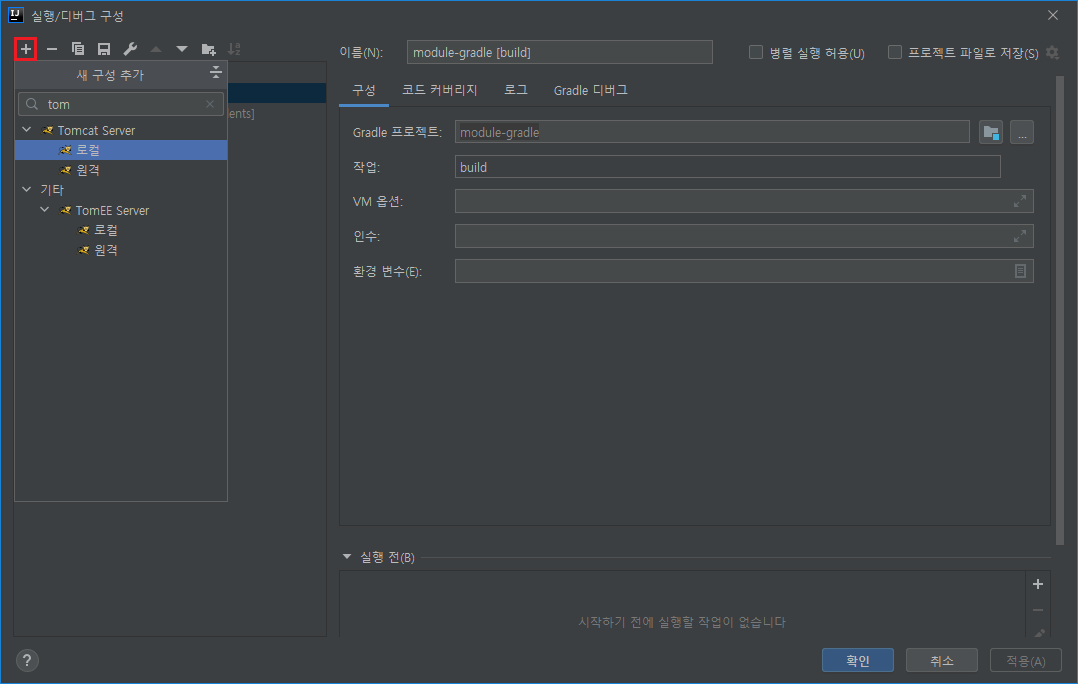 실행/디버그 구성
이름(N):
module-gradle [build]
병렬 실행 허용(U)
프로젝트 파일로 저장(S)
새 구성 추가
tom
Tomcat Server
로컬
원격
기타
TomEE Server
로컬
원격
ents]
구성
코드 커버리지
로그
Gradle 디버그
Gradle 프로젝트:
module-gradle
...
작업:
build
VM 옵션:
인수:
환경 변수(E):
실행 전(B)
시작하기 전에 실행할 작업이 없습니다
?
확인
취소
적용(A)